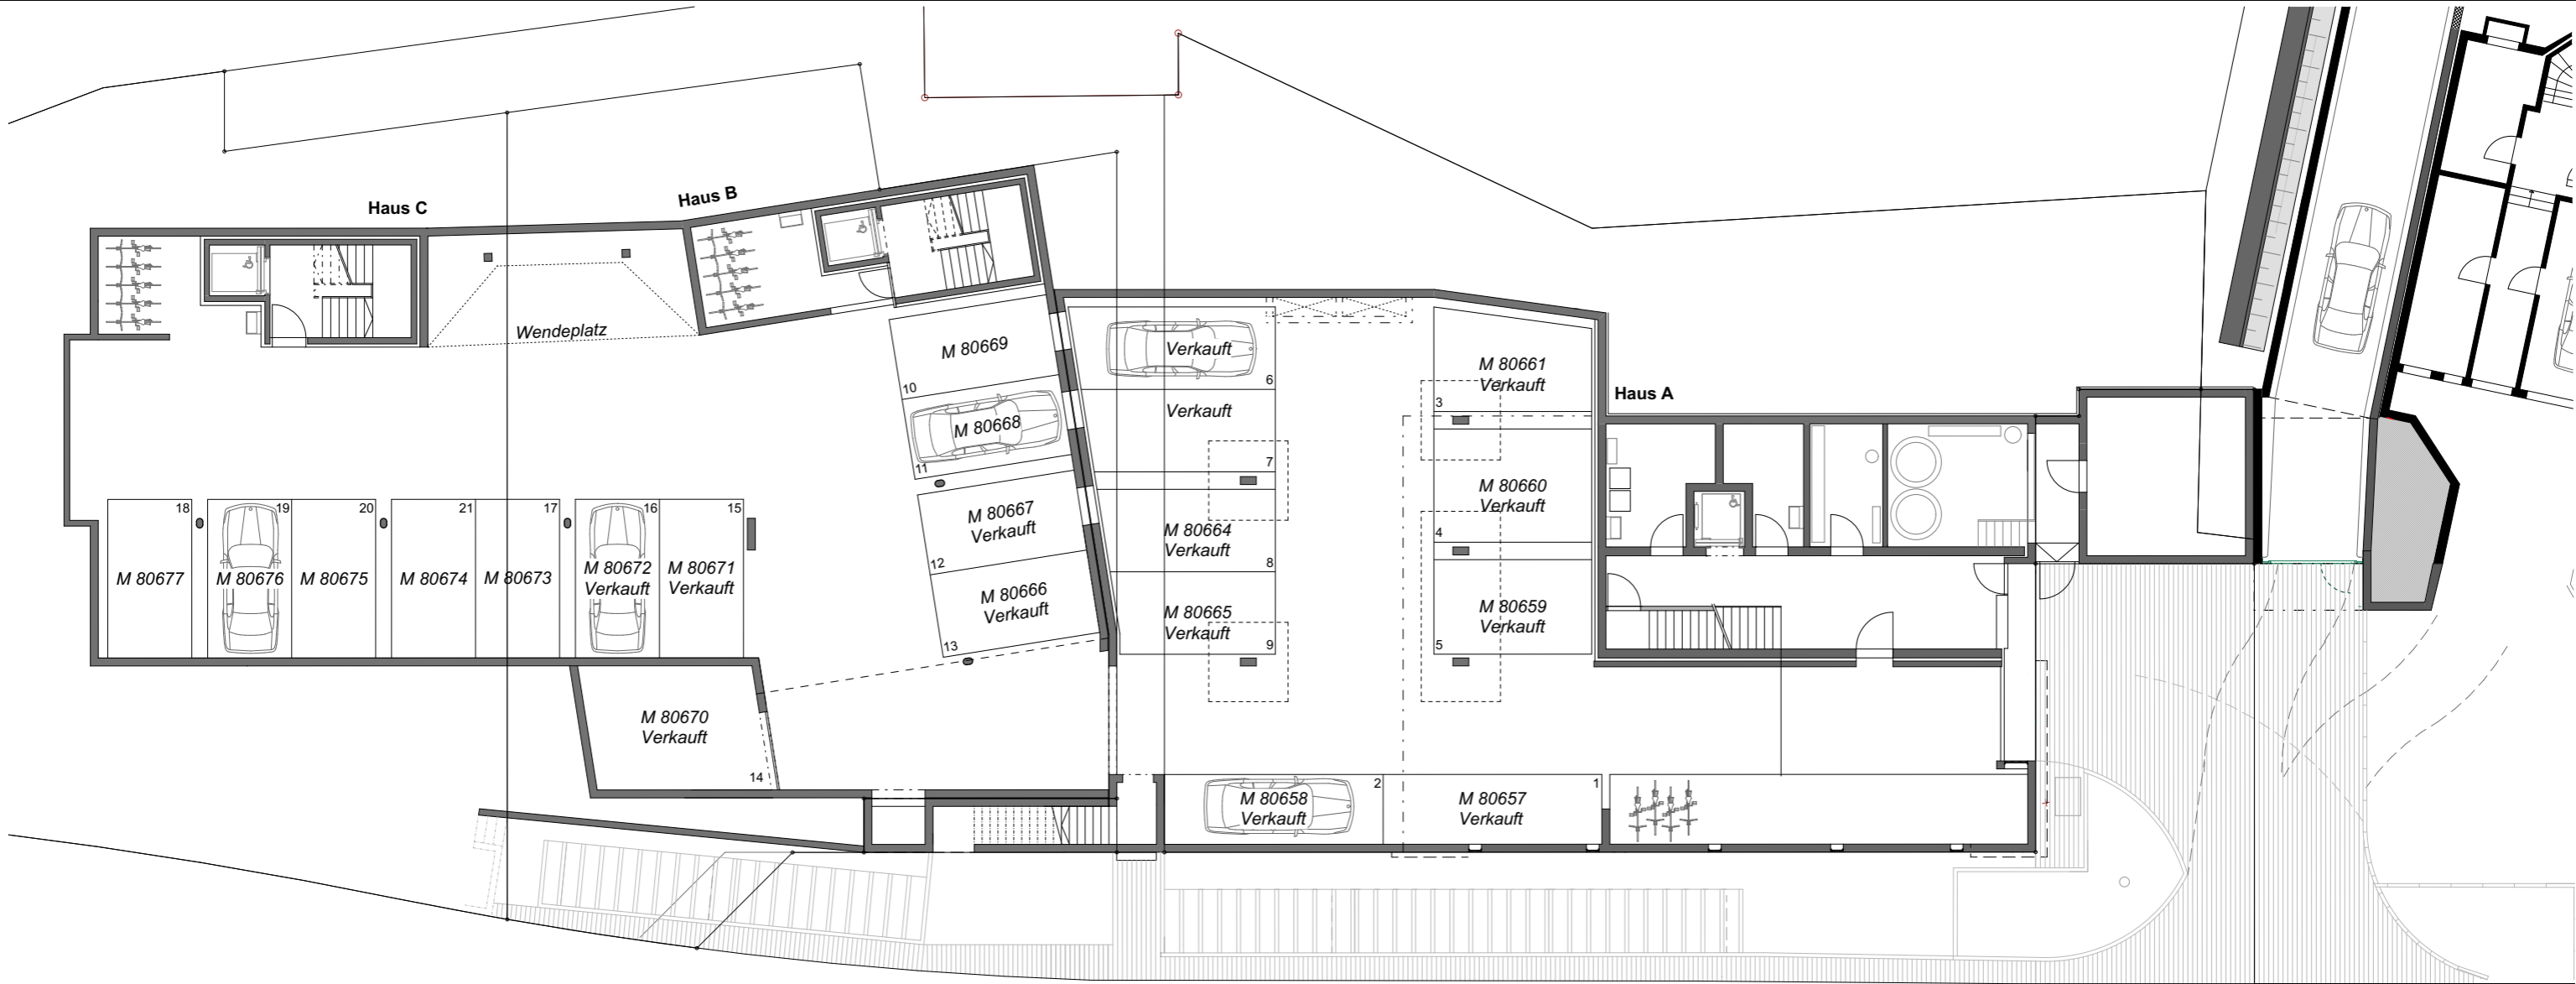 Haus C
Haus B
Wendeplatz
M 80669
10
M 80668
11
M 80667
Verkauft
12
M 80666
Verkauft
13
Verkauft
6
Verkauft
7
M 80664
Verkauft
8
M 80665
Verkauft
9
M 80661
Verkauft
3
M 80660
Verkauft
4
M 80659
Verkauft
5
Haus A
18
M 80677
19
M 80676
20
M 80675
21
M 80674
17
M 80673
16
M 80672
Verkauft
15
M 80671
Verkauft
M 80670
Verkauft
14
2
M 80658
Verkauft
1
M 80657
Verkauft